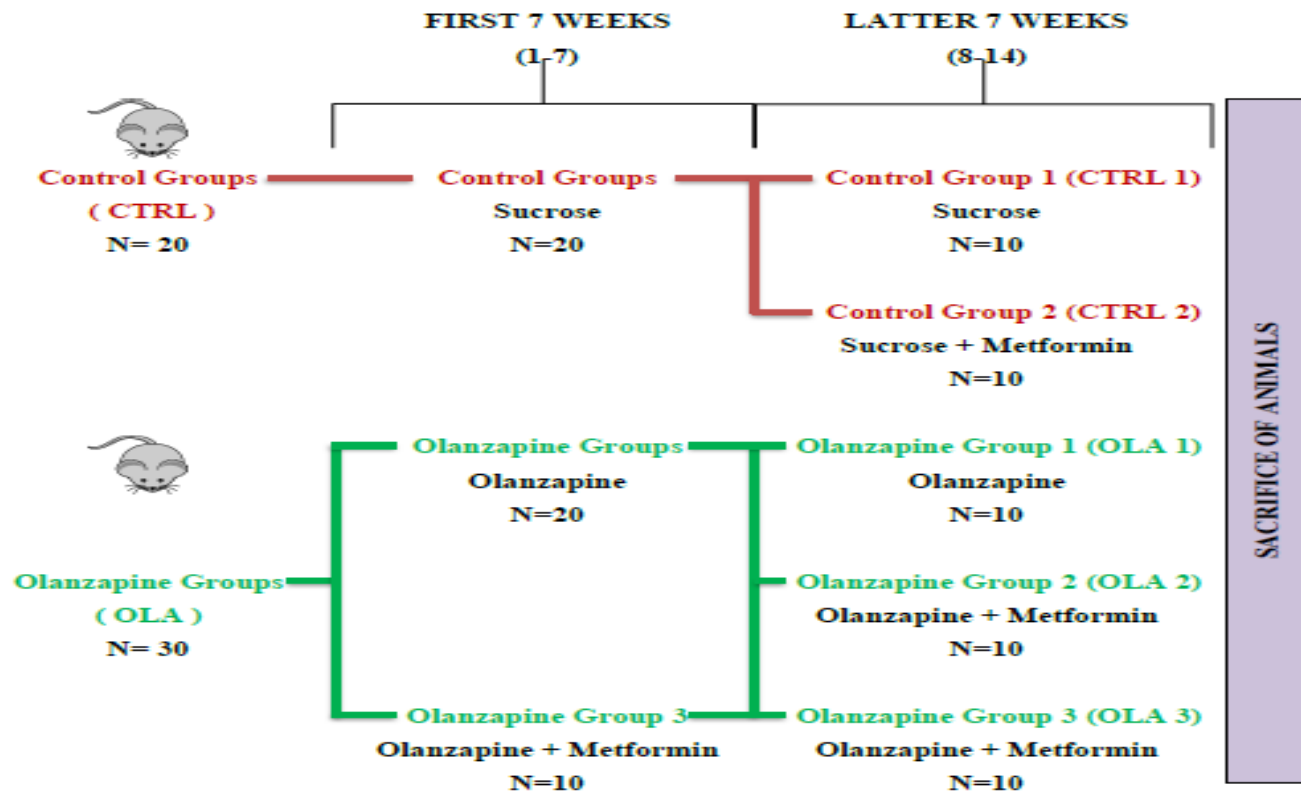 FIRST 7 WEEKS
(1-7)
LATTER 7 WEEKS
(8-14)
Control Groups
( CTRL )
N= 20
Control Groups
Sucrose
N=20
Control Group 1 (CTRL 1)
Sucrose
N=10
Control Group 2 (CTRL 2)
Sucrose + Metformin
N=10
Olanzapine Groups
( OLA )
N= 30
Olanzapine Groups
Olanzapine
N=20
Olanzapine Group 3
Olanzapine + Metformin
N=10
Olanzapine Group 1 (OLA 1)
Olanzapine
N=10
Olanzapine Group 2 (OLA 2)
Olanzapine + Metformin
N=10
Olanzapine Group 3 (OLA 3)
Olanzapine + Metformin
N=10
SACRIFICE OF ANIMALS